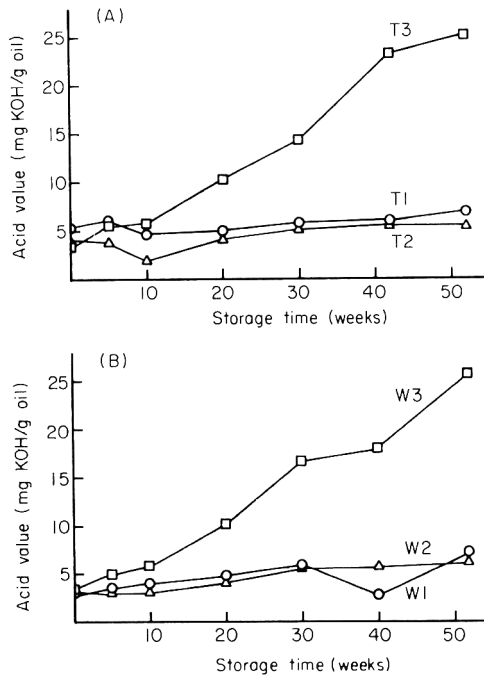 (A)
T3
25
20
15
10
5
T1
T2
10
20
30
40
50
Acid value (mg KOH/g oil)
Storage time (weeks)
(B)
W3
25
20
15
10
5
W2
W1
10
20
30
40
50
Acid value (mg KOH/g oil)
Storage time (weeks)